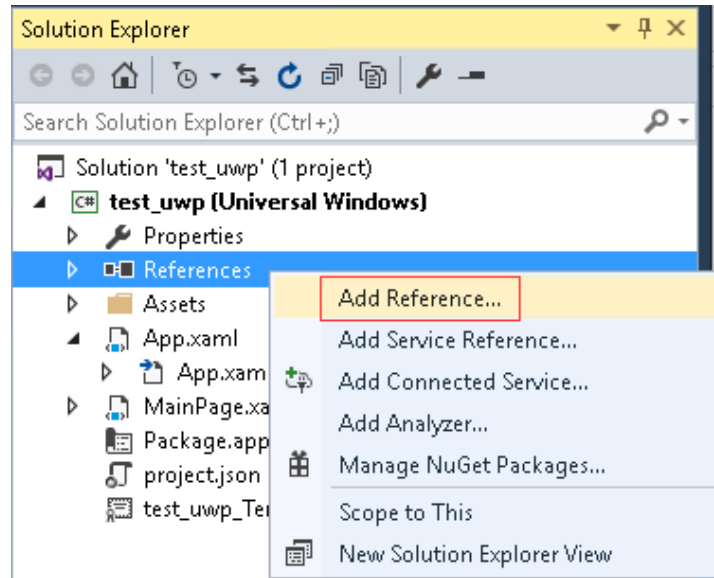 Solution Explorer
Search Solution Explorer (Ctrl+;)
Solution 'test_uwp' (1 project)
C# test_uwp (Universal Windows)
Properties
References
Assets
App.xaml
App.xam
MainPage.xa
Package.app
project.json
test_uwp_Te
Add Reference...
Add Service Reference...
Add Connected Service...
Add Analyzer...
Manage NuGet Packages...
Scope to This
New Solution Explorer View